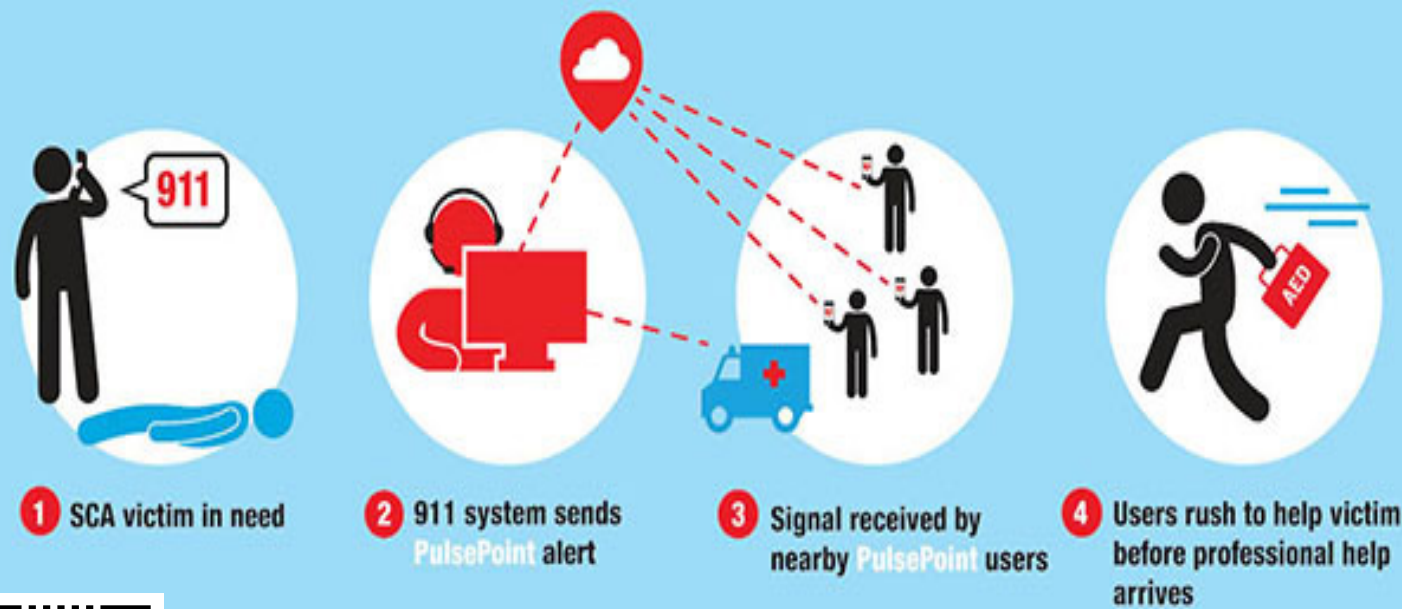 911
AED
1 SCA victim in need
2 911 system sends
PulsePoint alert
3 Signal received by
nearby PulsePoint users
4 Users rush to help victim
before professional help
arrives